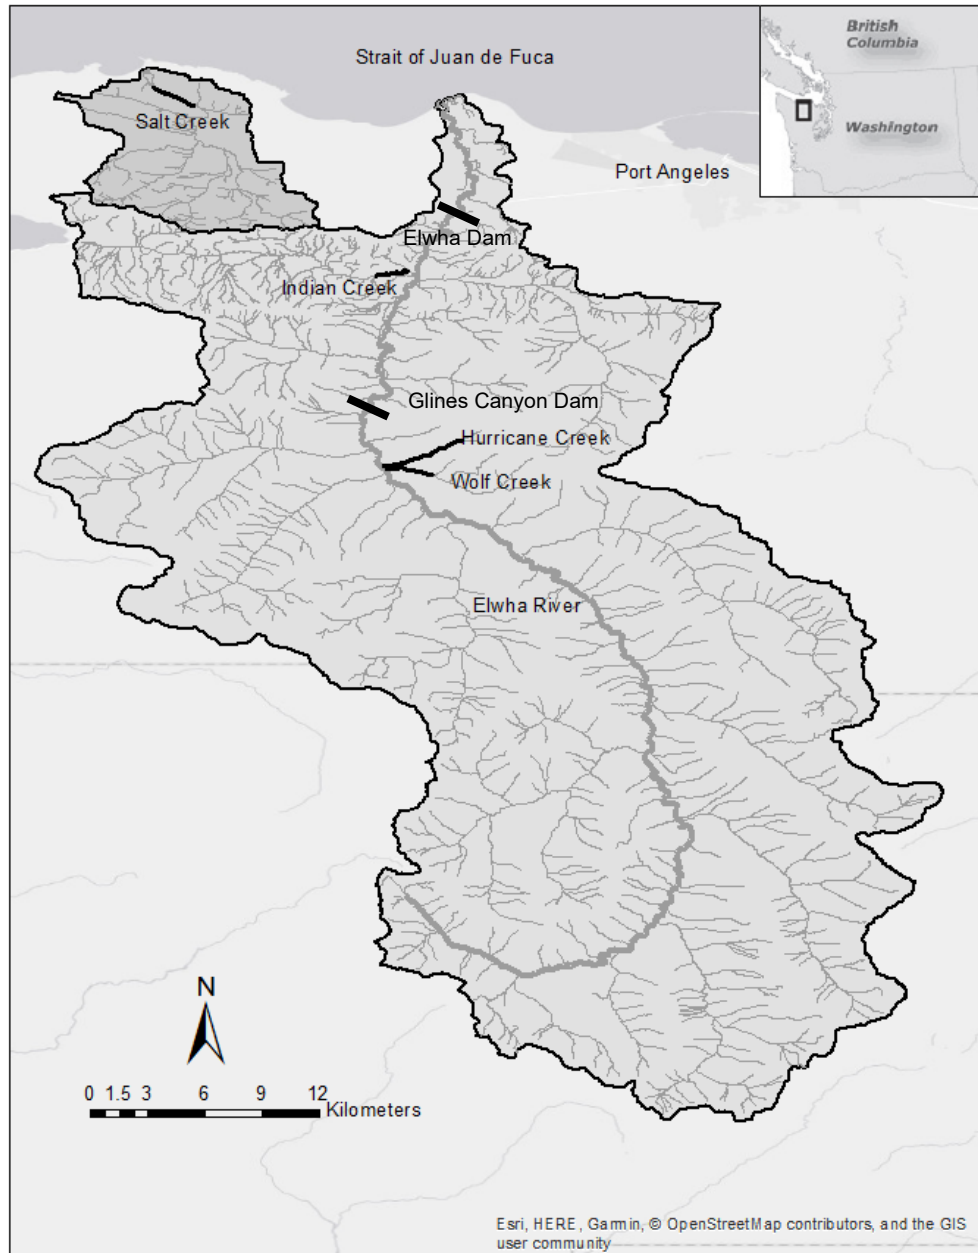 British
Columbia
Washington
Strait of Juan de Fuca
Salt Creek
Port Angeles
Elwha Dam
Indian Creek
Glines Canyon Dam
Hurricane Creek
Wolf Creek
Elwha River
N
0 1.5 3 6 9 12
Kilometers
Esri, HERE, Garmin, © OpenStreetMap contributors, and the GIS
user community